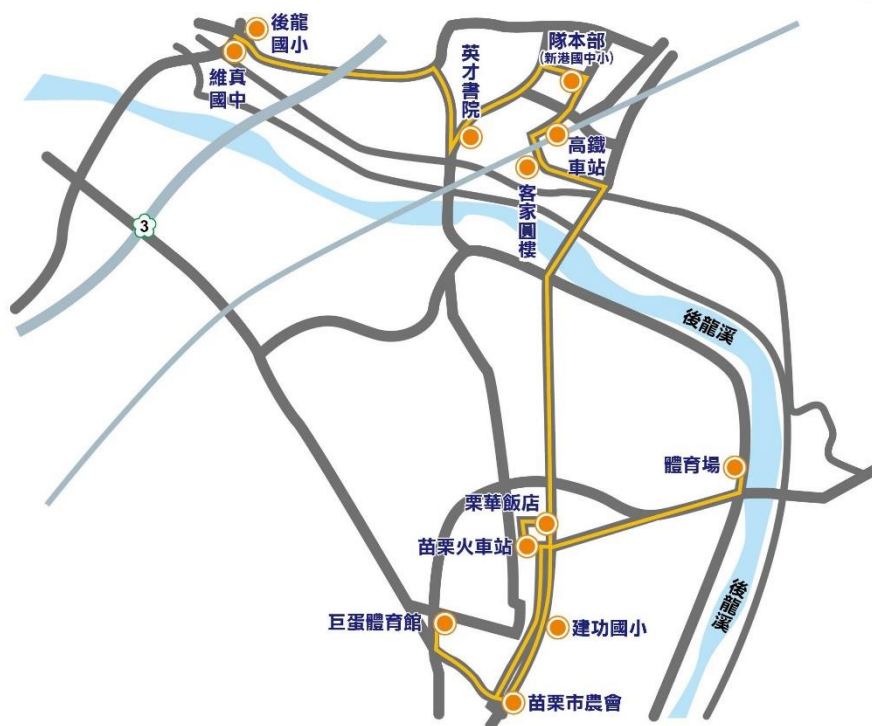 後龍
國小
維真
國中
英才書院
隊本部
(新港國中小)
高鐵
車站
客家圓樓
3
後龍溪
體育場
栗華飯店
苗栗火車站
後龍溪
巨蛋體育館
建功國小
苗栗市農會